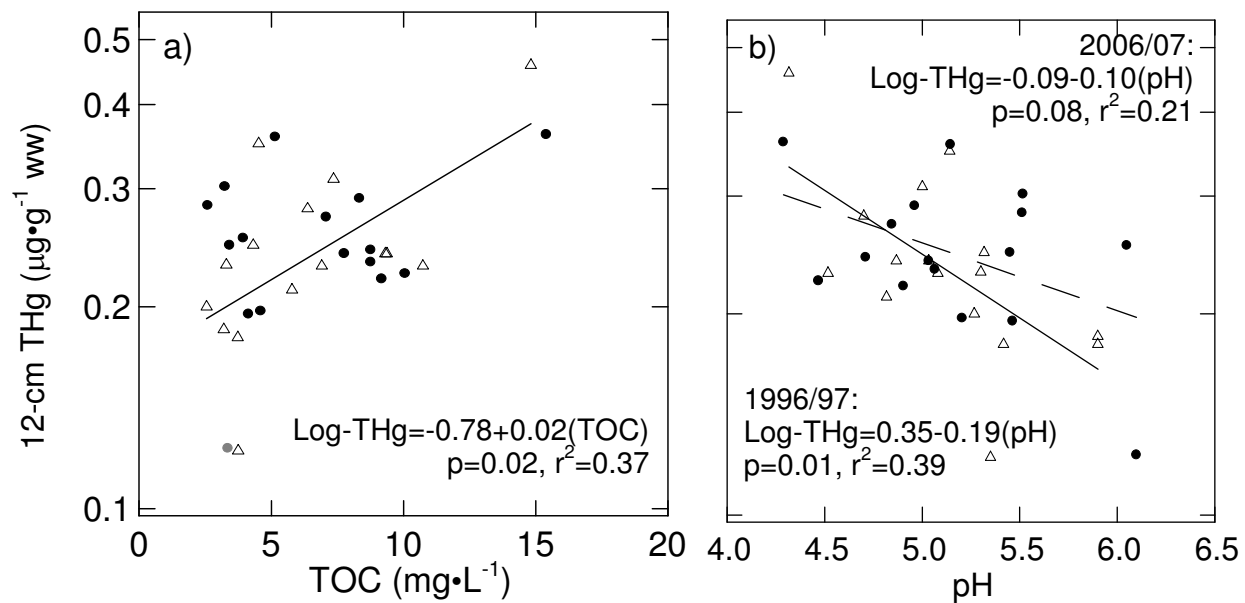 12-cm THg (µg•g⁻¹ ww)
0.5
0.4
0.3
0.2
0.1
a)
Log-THg=-0.78+0.02(TOC)
p=0.02, r²=0.37
0 5 10 15 20
TOC (mg•L⁻¹)
b)
2006/07:
Log-THg=-0.09-0.10(pH)
p=0.08, r²=0.21
1996/97:
Log-THg=0.35-0.19(pH)
p=0.01, r²=0.39
4.0 4.5 5.0 5.5 6.0 6.5
pH